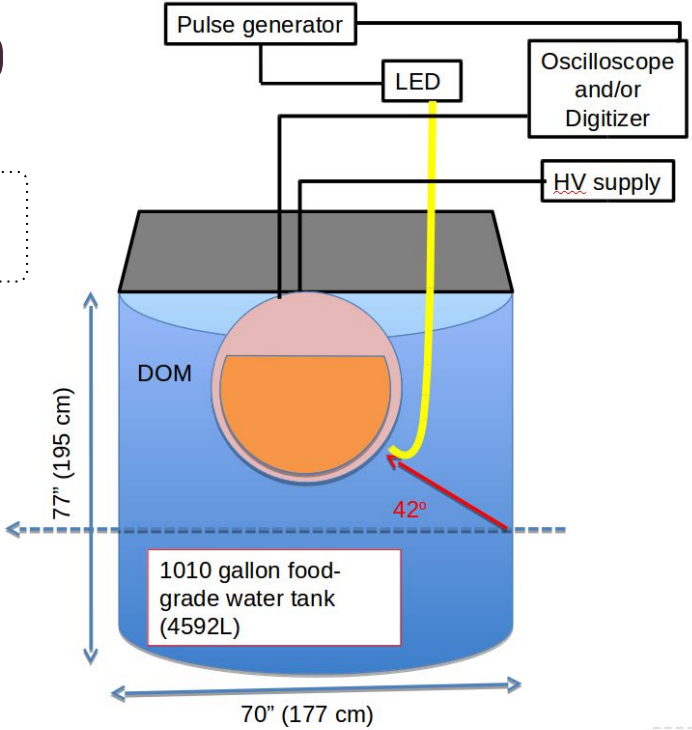 Pulse generator
LED
Oscilloscope
and/or
Digitizer
HV supply
DOM
77” (195 cm)
42º
1010 gallon food-
grade water tank
(4592L)
70” (177 cm)